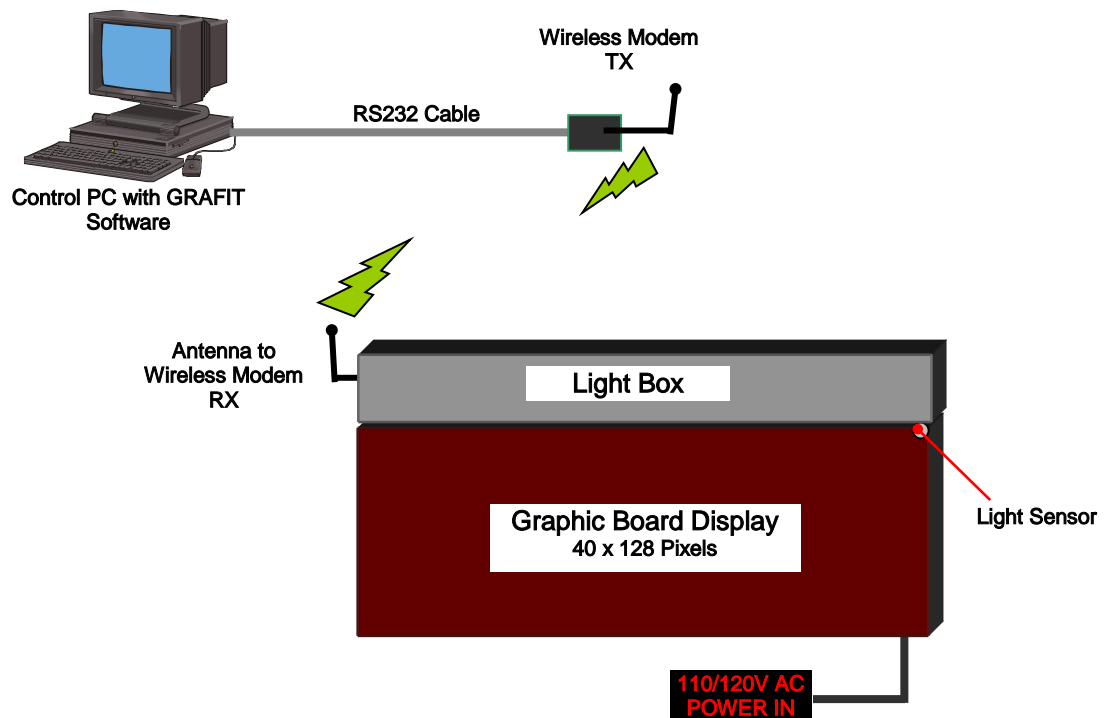 Wireless Modem
TX
RS232 Cable
Control PC with GRAFIT
Software
Antenna to
Wireless Modem
RX
Light Box
Graphic Board Display
40 x 128 Pixels
Light Sensor
110/120V AC
POWER IN